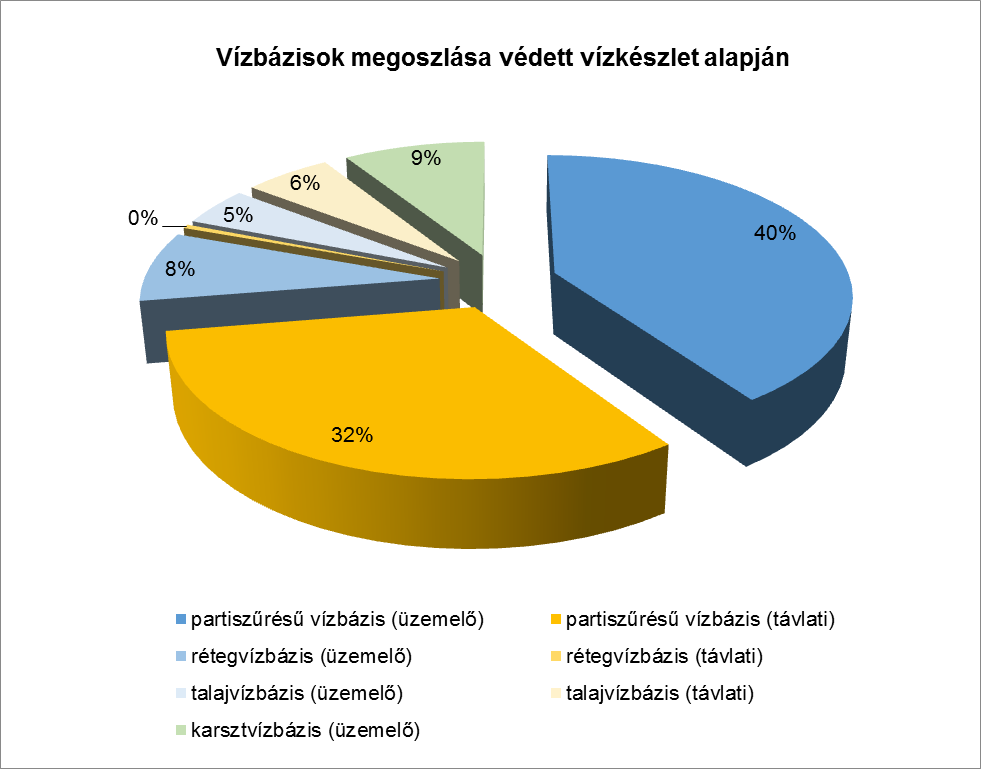 Vízbázisok megoszlása védett vízkészlet alapján
9%
6%
5%
0%
40%
8%
32%
partiszűrésű vízbázis (üzemelő)
partiszűrésű vízbázis (távlati)
rétegvízbázis (üzemelő)
rétegvízbázis (távlati)
talajvízbázis (üzemelő)
talajvízbázis (távlati)
karsztvízbázis (üzemelő)